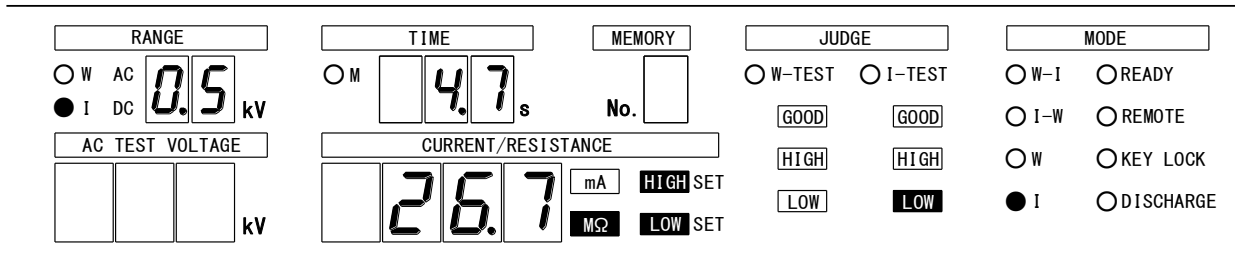 RANGE TIME MEMORY JUDGE MODE
W AC 0.5 kV M 4.7 s No. W-TEST I-TEST W-I READY
I DC GOOD GOOD I-W REMOTE
AC TEST VOLTAGE CURRENT/RESISTANCE HIGH HIGH W KEY LOCK
kV 26.7 mA HIGH SET LOW LOW I DISCHARGE
MΩ LOW SET